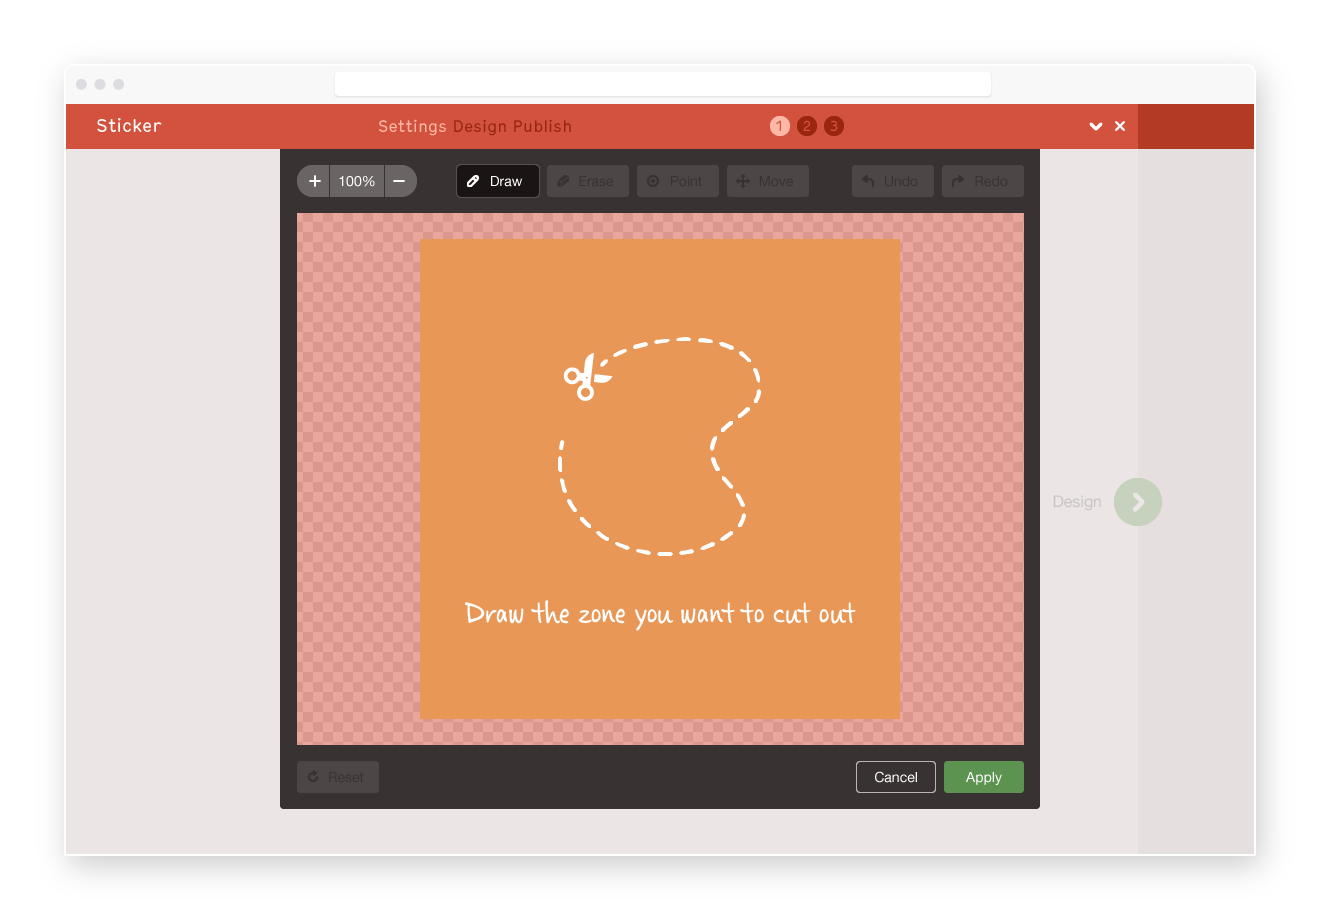 Sticker
Settings Design Publish
1 2 3
100%
Draw
Erase
Point
Move
Undo
Redo
Draw the zone you want to cut out
Design
Reset
Cancel
Apply